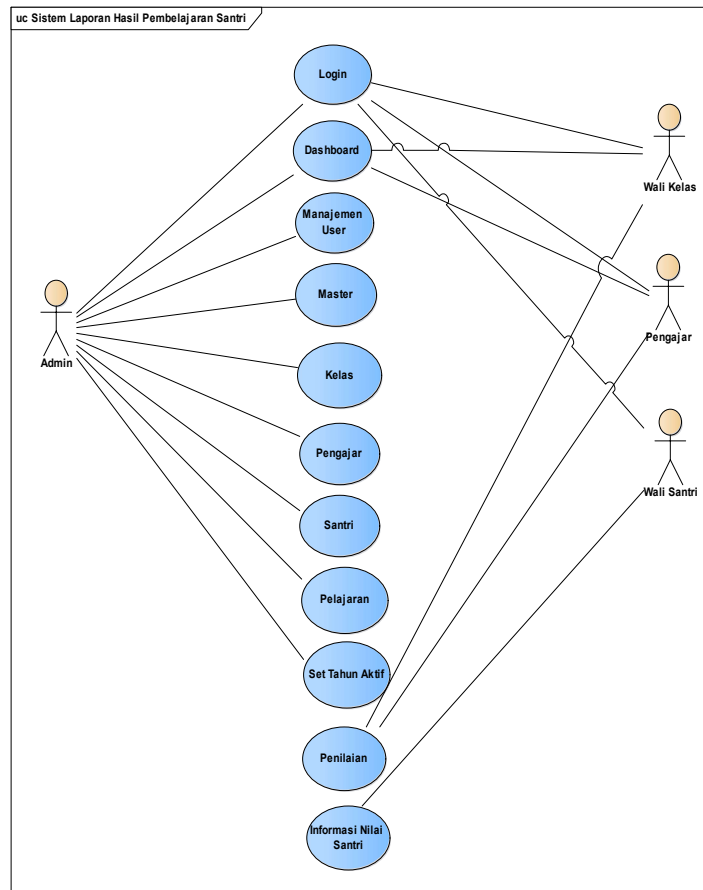 uc Sistem Laporan Hasil Pembelajaran Santri
Login
Dashboard
Wali Kelas
Manajemen
User
Master
Pengajar
Admin
Kelas
Pengajar
Wali Santri
Santri
Pelajaran
Set Tahun Aktif
Penilaian
Informasi Nilai
Santri